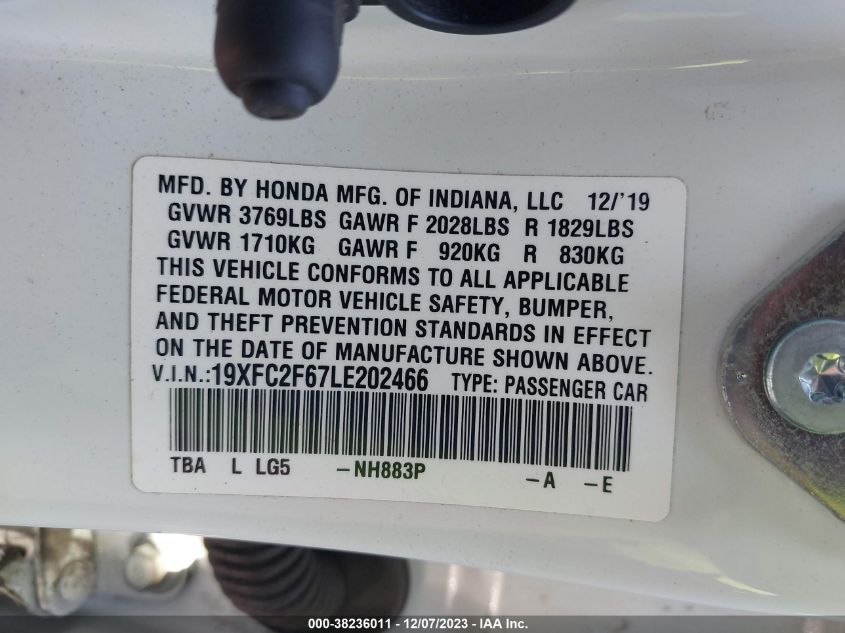 MFD. BY HONDA MFG. OF INDIANA, LLC 12/'19
GVWR 3769LBS GAWR F 2028LBS R 1829LBS
GVWR 1710KG GAWR F 920KG R 830KG
THIS VEHICLE CONFORMS TO ALL APPLICABLE
FEDERAL MOTOR VEHICLE SAFETY, BUMPER,
AND THEFT PREVENTION STANDARDS IN EFFECT
ON THE DATE OF MANUFACTURE SHOWN ABOVE.
V.I.N.:19XFC2F67LE202466 TYPE: PASSENGER CAR
TBA L LG5 -NH883P -A -E
000-38236011 - 12/07/2023 - IAA Inc.